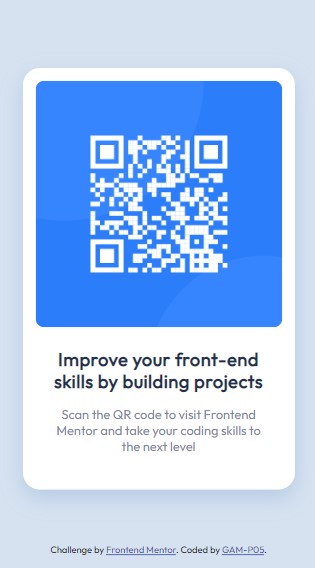 Improve your front-end
skills by building projects
Scan the QR code to visit Frontend
Mentor and take your coding skills to
the next level
Challenge by Frontend Mentor. Coded by GAM-P05.